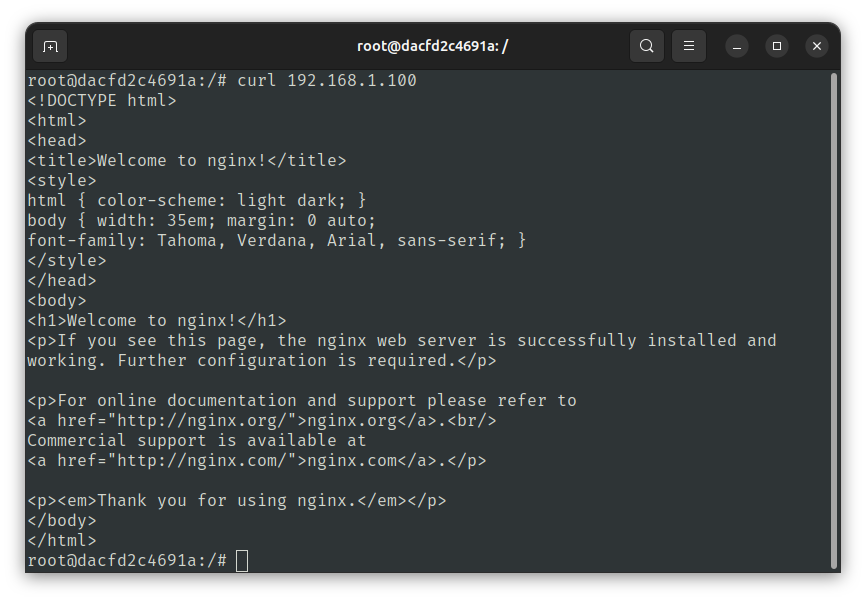 root@dacfd2c4691a: /
root@dacfd2c4691a:/# curl 192.168.1.100
<!DOCTYPE html>
<html>
<head>
<title>Welcome to nginx!</title>
<style>
html { color-scheme: light dark; }
body { width: 35em; margin: 0 auto;
font-family: Tahoma, Verdana, Arial, sans-serif; }
</style>
</head>
<body>
<h1>Welcome to nginx!</h1>
<p>If you see this page, the nginx web server is successfully installed and
working. Further configuration is required.</p>

<p>For online documentation and support please refer to
<a href="http://nginx.org/">nginx.org</a>.<br/>
Commercial support is available at
<a href="http://nginx.com/">nginx.com</a>.</p>

<p><em>Thank you for using nginx.</em></p>
</body>
</html>
root@dacfd2c4691a:/#